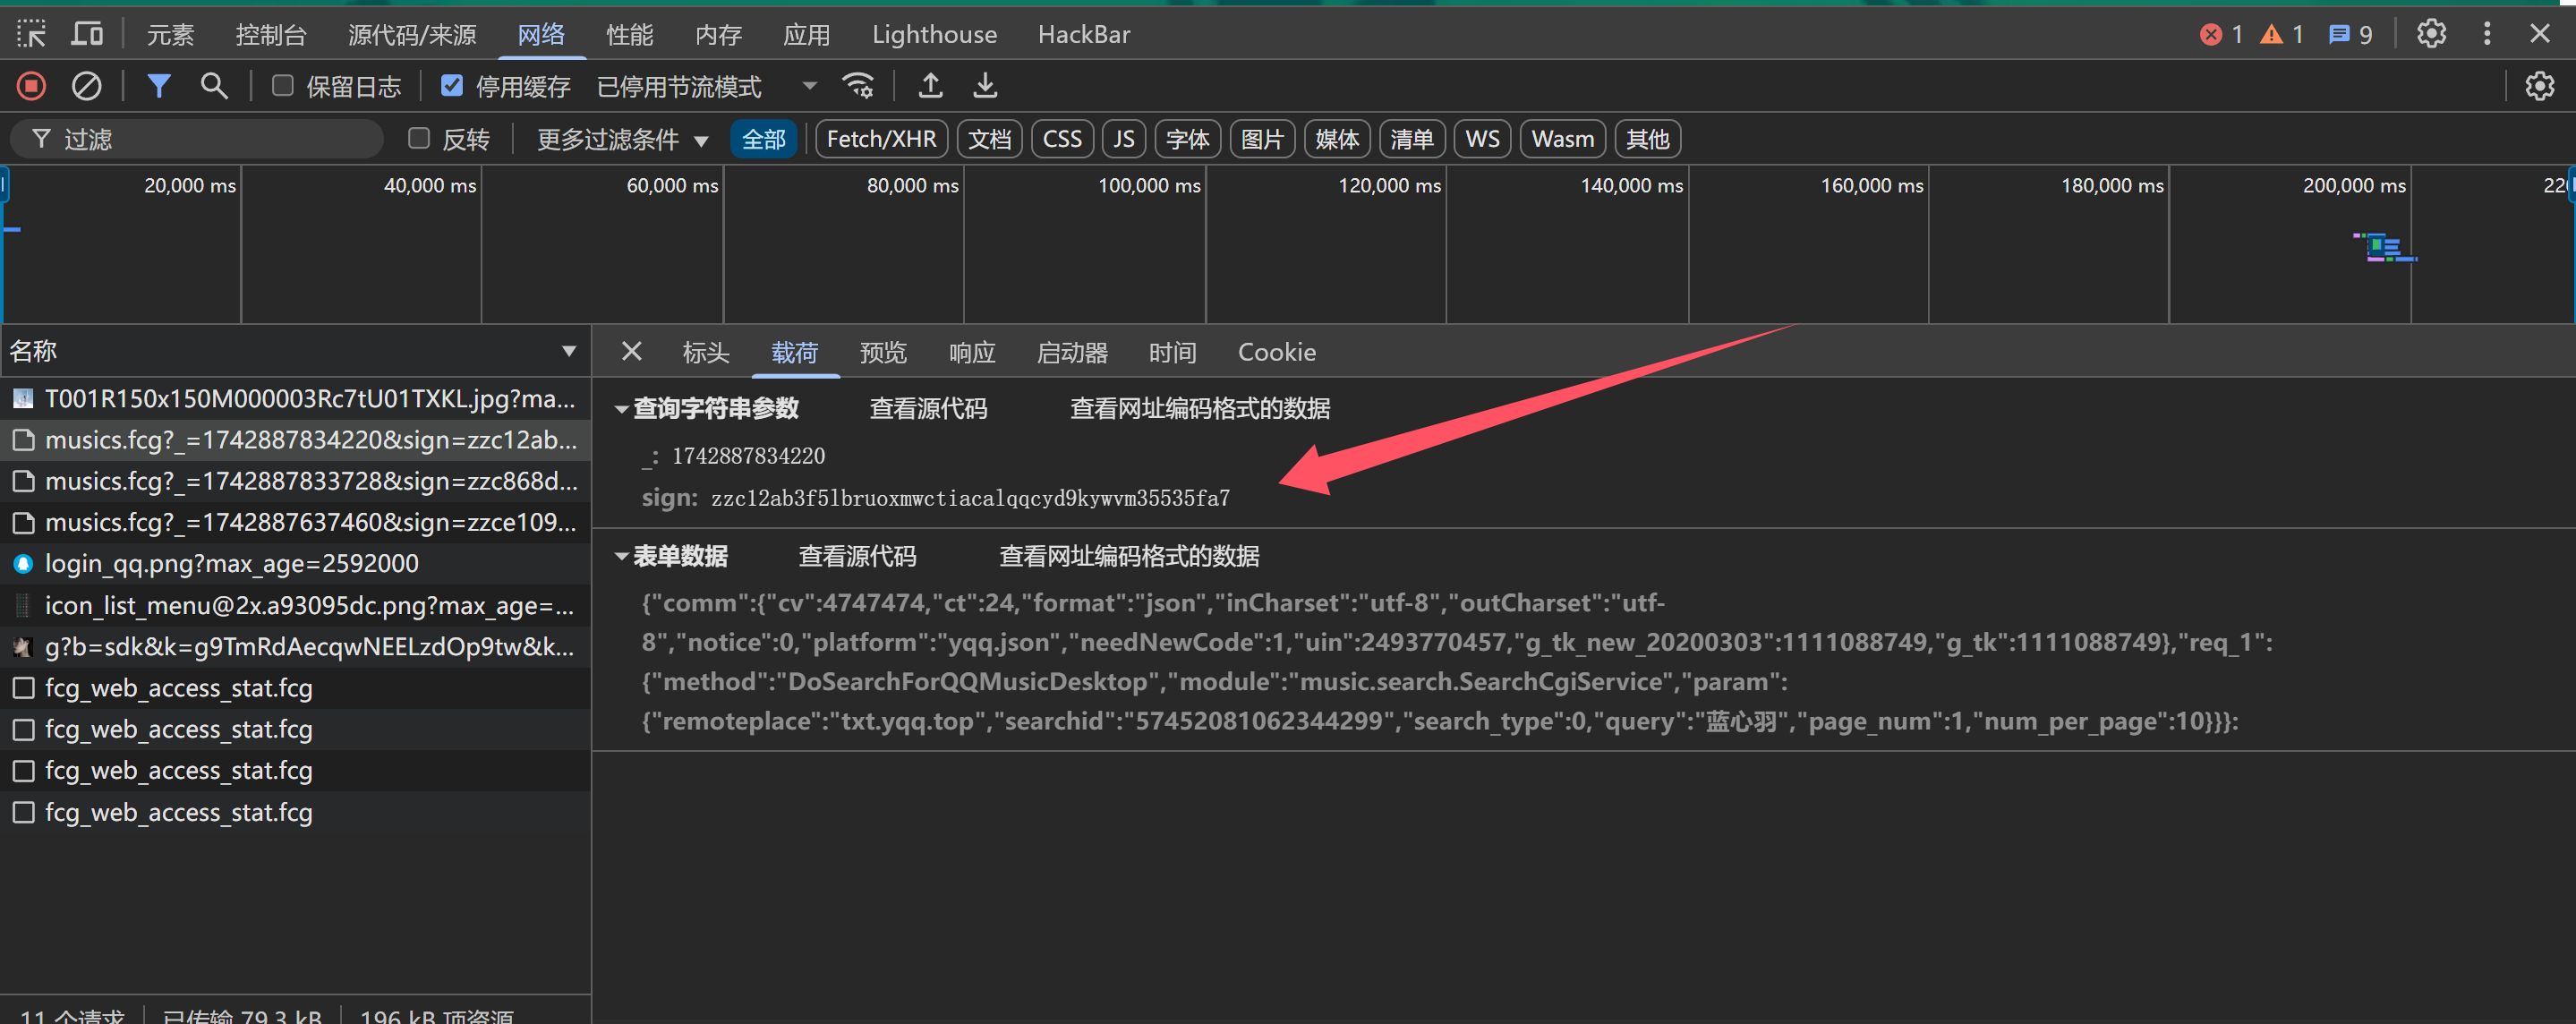 元素 控制台 源代码/来源 网络 性能 内存 应用 Lighthouse HackBar 1 1 9
保留日志 停用缓存 已停用节流模式
过滤 反转 更多过滤条件 全部 Fetch/XHR 文档 CSS JS 字体 图片 媒体 清单 WS Wasm 其他
20,000 ms 40,000 ms 60,000 ms 80,000 ms 100,000 ms 120,000 ms 140,000 ms 160,000 ms 180,000 ms 200,000 ms 220
名称
T001R150x150M000003Rc7tU01TXKL.jpg?ma...
musics.fcg?_=1742887834220&sign=zzc12ab...
musics.fcg?_=1742887833728&sign=zzc868d...
musics.fcg?_=1742887637460&sign=zzce109...
login_qq.png?max_age=2592000
icon_list_menu@2x.a93095dc.png?max_age=...
g?b=sdk&k=g9TmRdAecqwNEELzdOp9tw&k...
fcg_web_access_stat.fcg
fcg_web_access_stat.fcg
fcg_web_access_stat.fcg
fcg_web_access_stat.fcg
11 个请求 已传输 79.3 kB 196 kB 项资源
标头 载荷 预览 响应 启动器 时间 Cookie
查询字符串参数 查看源代码 查看网址编码格式的数据
_: 1742887834220
sign: zzc12ab3f5lbruoxmwctiacalqqcyd9kywvm35535fa7
表单数据 查看源代码 查看网址编码格式的数据
{"comm":{"cv":4747474,"ct":24,"format":"json","inCharset":"utf-8","outCharset":"utf-
8","notice":0,"platform":"yqq.json","needNewCode":1,"uin":2493770457,"g_tk_new_20200303":1111088749,"g_tk":1111088749},"req_1":
{"method":"DoSearchForQQMusicDesktop","module":"music.search.SearchCgiService","param":
{"remoteplace":"txt.yqq.top","searchid":"57452081062344299","search_type":0,"query":"蓝心羽","page_num":1,"num_per_page":10}}}: